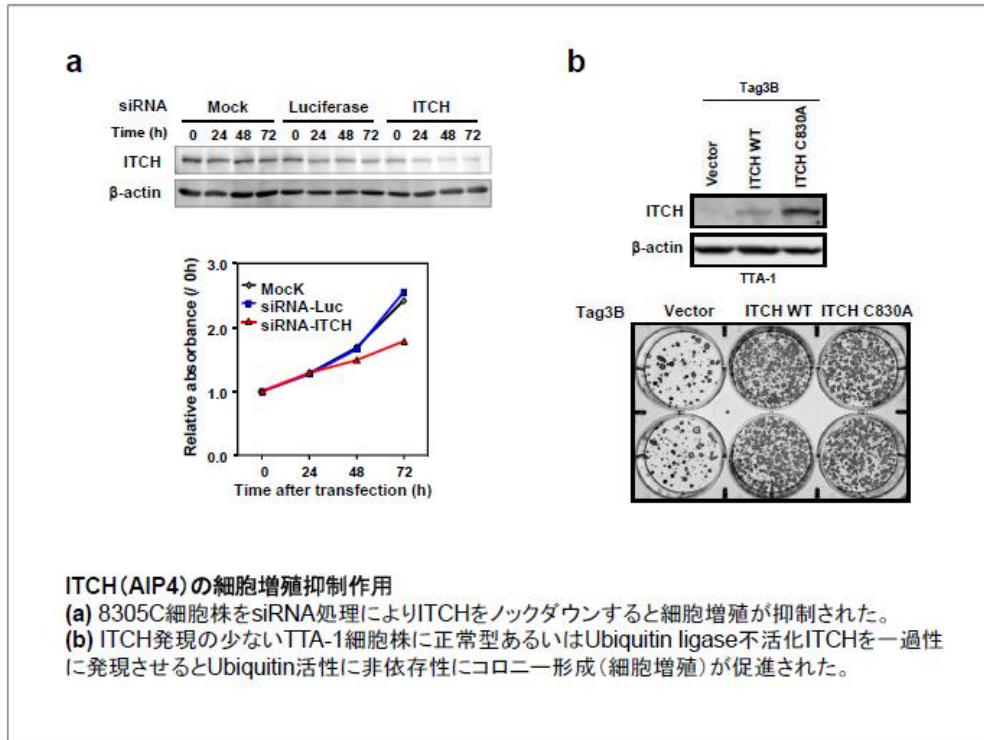 a
siRNA Mock Luciferase ITCH
Time (h) 0 24 48 72 0 24 48 72 0 24 48 72
ITCH
β-actin
Relative absorbance (/ 0h)
3.0
2.0
1.0
0.0
MocK
siRNA-Luc
siRNA-ITCH
0 24 48 72
Time after transfection (h)
b
Tag3B
Vector
ITCH WT
ITCH C830A
ITCH
β-actin
TTA-1
Tag3B Vector ITCH WT ITCH C830A
ITCH(AIP4)の細胞増殖抑制作用
(a) 8305C細胞株をsiRNA処理によりITCHをノックダウンすると細胞増殖が抑制された。
(b) ITCH発現の少ないTTA-1細胞株に正常型あるいはUbiquitin ligase不活化ITCHを一過性
に発現させるとUbiquitin活性に非依存性にコロニー形成(細胞増殖)が促進された。